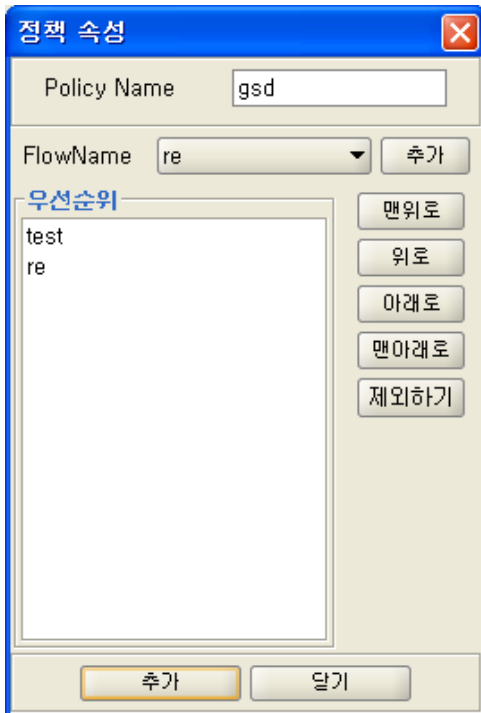 정책 속성
Policy Name gsd
FlowName re 추가
우선순위
test
re
맨위로
위로
아래로
맨아래로
제외하기
추가 닫기